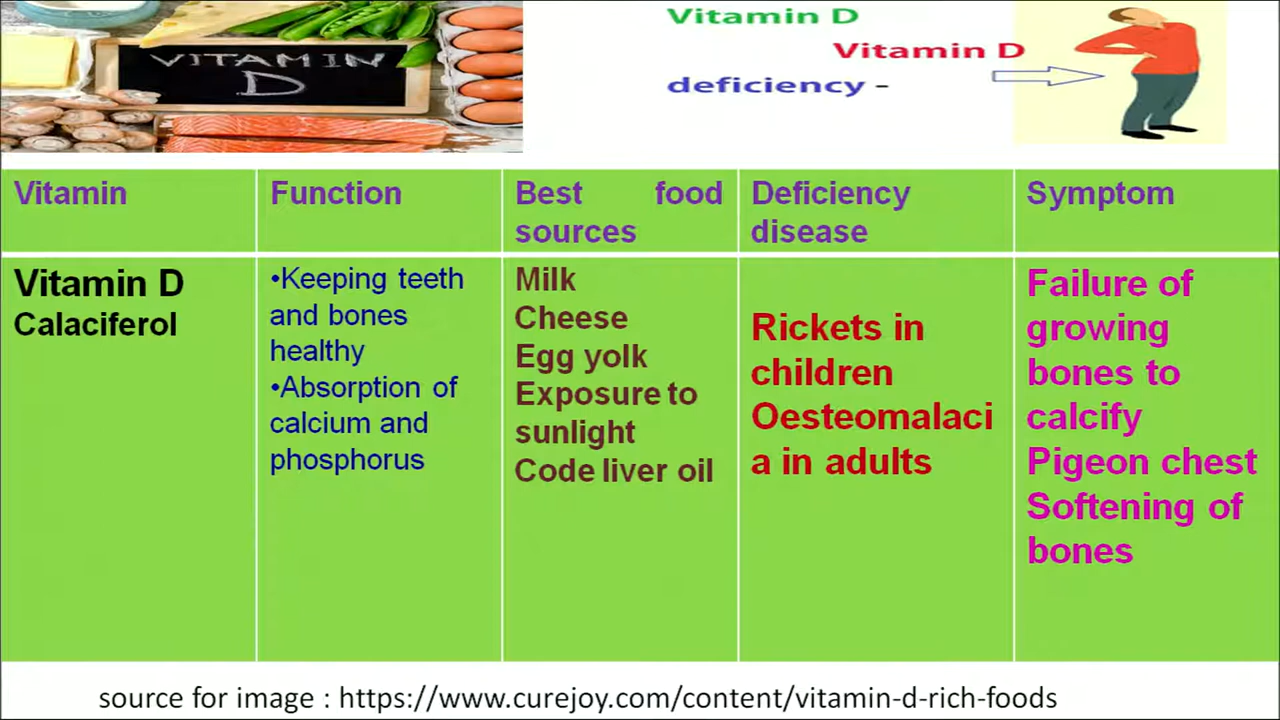 VITAMIN
D
Vitamin D
Vitamin D
deficiency -
Vitamin
Function
Best food
sources
Deficiency
disease
Symptom
Vitamin D
Calaciferol
•Keeping teeth
and bones
healthy
•Absorption of
calcium and
phosphorus
Milk
Cheese
Egg yolk
Exposure to
sunlight
Code liver oil
Rickets in
children
Oesteomalaci
a in adults
Failure of
growing
bones to
calcify
Pigeon chest
Softening of
bones
source for image : https://www.curejoy.com/content/vitamin-d-rich-foods